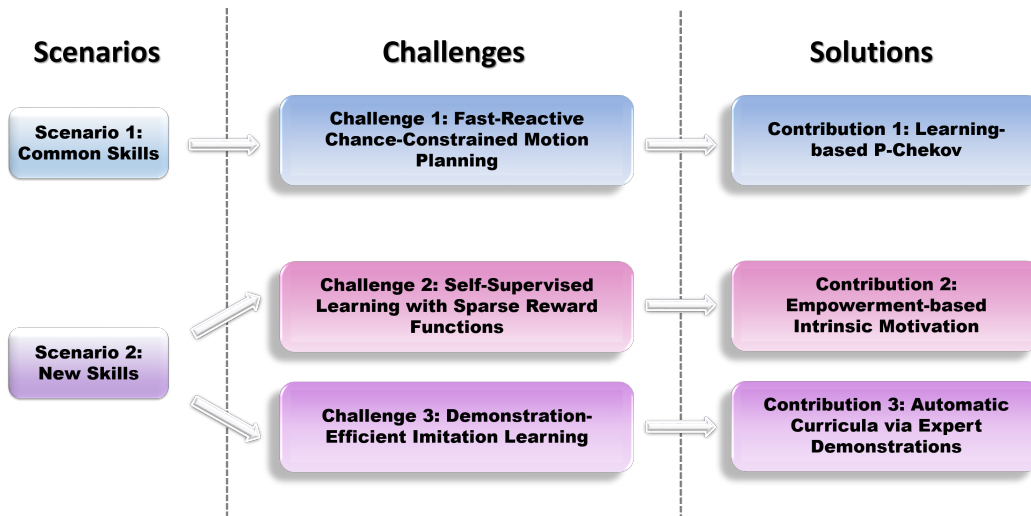 Scenarios
Challenges
Solutions
Scenario 1:
Common Skills
Challenge 1: Fast-Reactive
Chance-Constrained Motion
Planning
Contribution 1: Learning-
based P-Chekov
Scenario 2:
New Skills
Challenge 2: Self-Supervised
Learning with Sparse Reward
Functions
Contribution 2:
Empowerment-based
Intrinsic Motivation
Challenge 3: Demonstration-
Efficient Imitation Learning
Contribution 3: Automatic
Curricula via Expert
Demonstrations